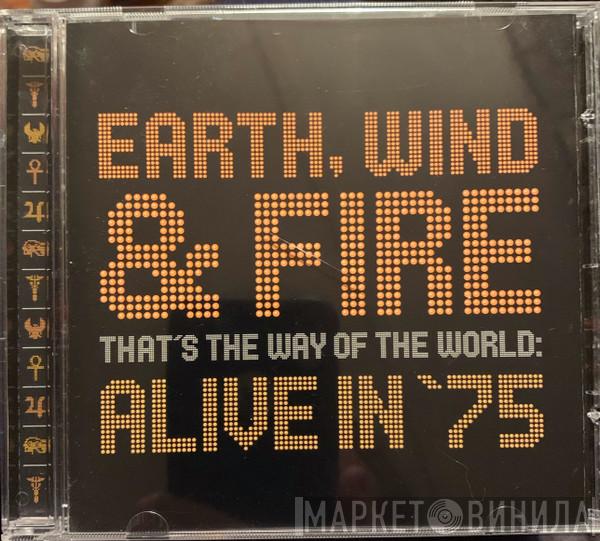 EARTH, WIND
& FIRE
THAT'S THE WAY OF THE WORLD:
ALIVE IN `75
МАРКЕТ ВИНИЛА